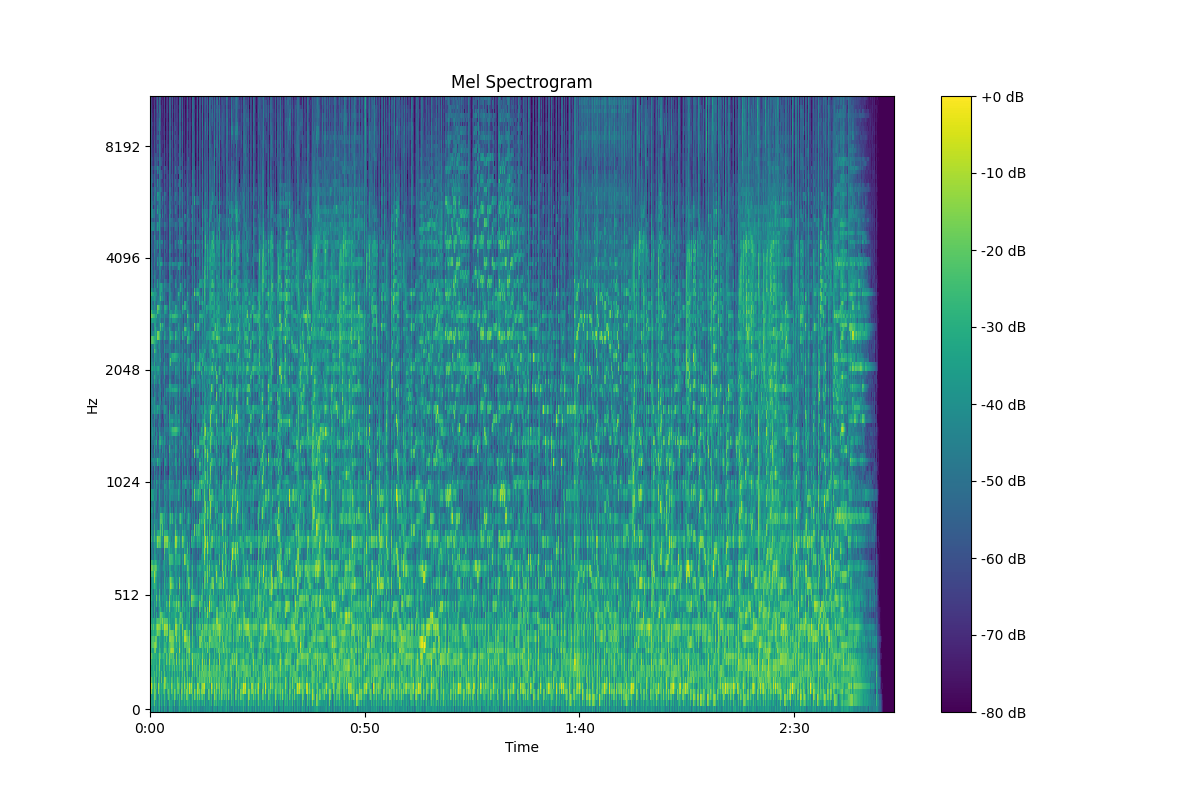 Mel Spectrogram
8192
4096
2048
1024
512
0
Hz
0:00
0:50
1:40
2:30
Time
+0 dB
-10 dB
-20 dB
-30 dB
-40 dB
-50 dB
-60 dB
-70 dB
-80 dB